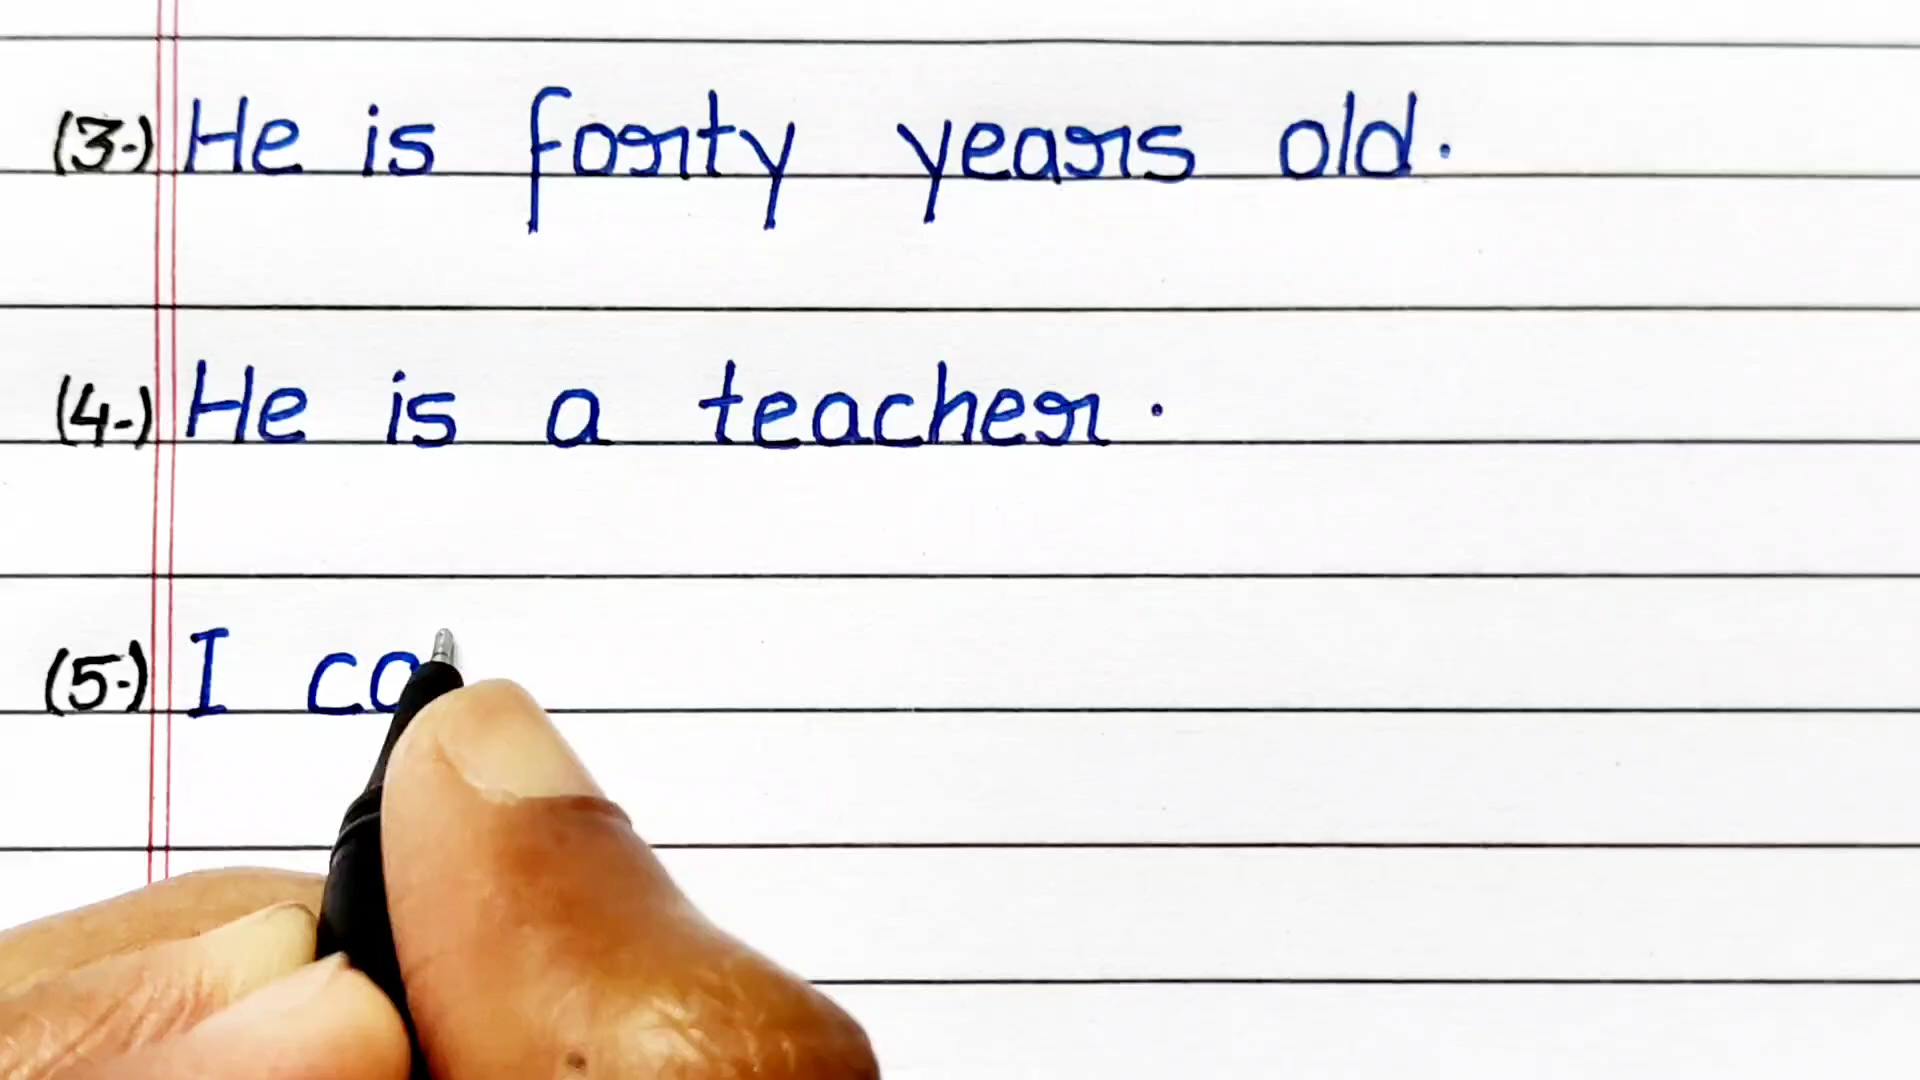 (3.) He is forty years old.
(4.) He is a teacher.
(5.) I